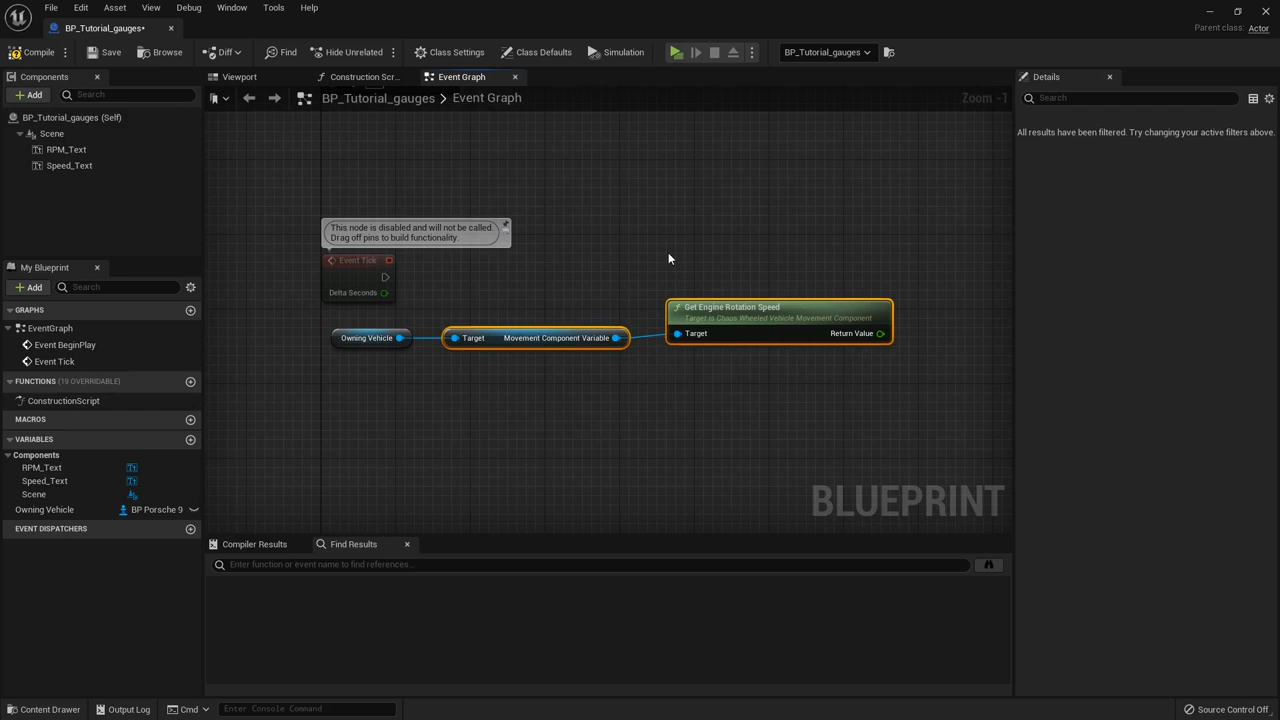 File Edit Asset View Debug Window Tools Help
BP_Tutorial_gauges•
Parent class: Actor
Compile Save Browse Diff Find Hide Unrelated Class Settings Class Defaults Simulation BP_Tutorial_gauges
Components
Add Search
BP_Tutorial_gauges (Self)
Scene
RPM_Text
Speed_Text
My Blueprint
Add Search
GRAPHS
EventGraph
Event BeginPlay
Event Tick
FUNCTIONS (19 OVERRIDABLE)
ConstructionScript
MACROS
VARIABLES
Components
RPM_Text
Speed_Text
Scene
Owning Vehicle BP Porsche 9
EVENT DISPATCHERS
Viewport Construction Scr... Event Graph
BP_Tutorial_gauges > Event Graph Zoom -1
This node is disabled and will not be called.
Drag off pins to build functionality.
Event Tick
Delta Seconds
Owning Vehicle
Target Movement Component Variable
Get Engine Rotation Speed
Target is Chaos Wheeled Vehicle Movement Component
Target Return Value
BLUEPRINT
Compiler Results Find Results
Enter function or event name to find references...
Details
Search
All results have been filtered. Try changing your active filters above.
Content Drawer Output Log Cmd Enter Console Command Source Control Off